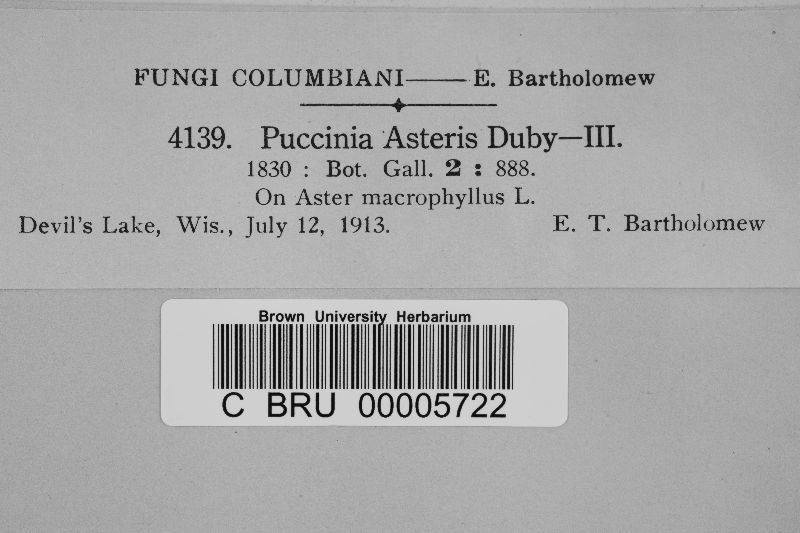 FUNGI COLUMBIANI—— E. Bartholomew
4139. Puccinia Asteris Duby—III.
1830 : Bot. Gall. 2 : 888.
On Aster macrophyllus L.
Devil's Lake, Wis., July 12, 1913. E. T. Bartholomew
Brown University Herbarium
C BRU 00005722